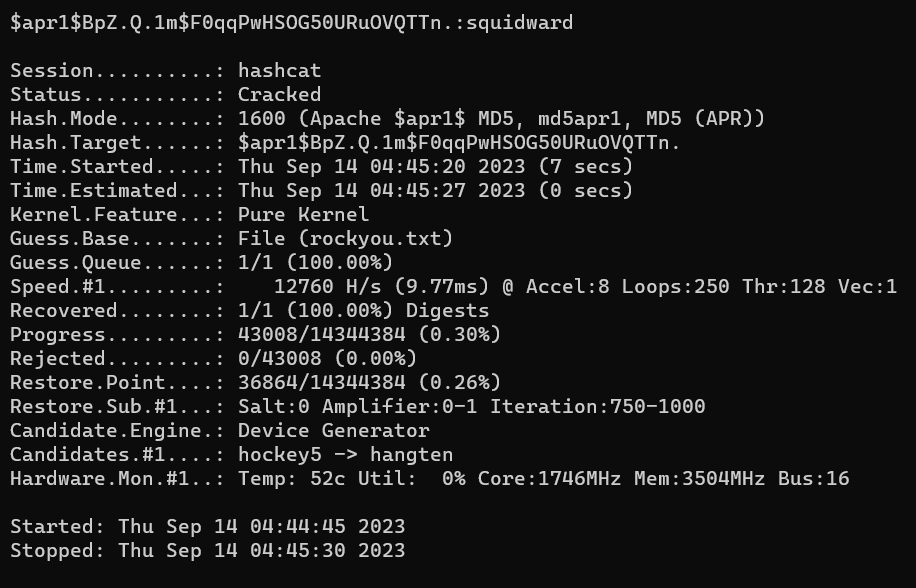 $apr1$BpZ.Q.1m$F0qqPwHSOG50URuOVQTTn.:squidward
Session..........: hashcat
Status...........: Cracked
Hash.Mode........: 1600 (Apache $apr1$ MD5, md5apr1, MD5 (APR))
Hash.Target......: $apr1$BpZ.Q.1m$F0qqPwHSOG50URuOVQTTn.
Time.Started.....: Thu Sep 14 04:45:20 2023 (7 secs)
Time.Estimated...: Thu Sep 14 04:45:27 2023 (0 secs)
Kernel.Feature...: Pure Kernel
Guess.Base.......: File (rockyou.txt)
Guess.Queue......: 1/1 (100.00%)
Speed.#1.........:    12760 H/s (9.77ms) @ Accel:8 Loops:250 Thr:128 Vec:1
Recovered........: 1/1 (100.00%) Digests
Progress.........: 43008/14344384 (0.30%)
Rejected.........: 0/43008 (0.00%)
Restore.Point....: 36864/14344384 (0.26%)
Restore.Sub.#1...: Salt:0 Amplifier:0-1 Iteration:750-1000
Candidate.Engine.: Device Generator
Candidates.#1....: hockey5 -> hangten
Hardware.Mon.#1..: Temp: 52c Util:  0% Core:1746MHz Mem:3504MHz Bus:16
Started: Thu Sep 14 04:44:45 2023
Stopped: Thu Sep 14 04:45:30 2023